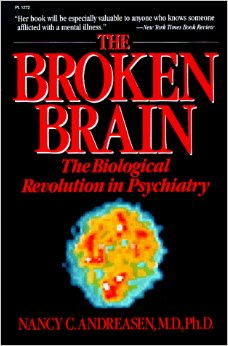 PL 1272
"Her book will be especially valuable to anyone who knows someone
afflicted with a mental illness." —New York Times Book Review
THE
BROKEN
BRAIN
The Biological
Revolution in Psychiatry
NANCY C. ANDREASEN, M.D., Ph.D.